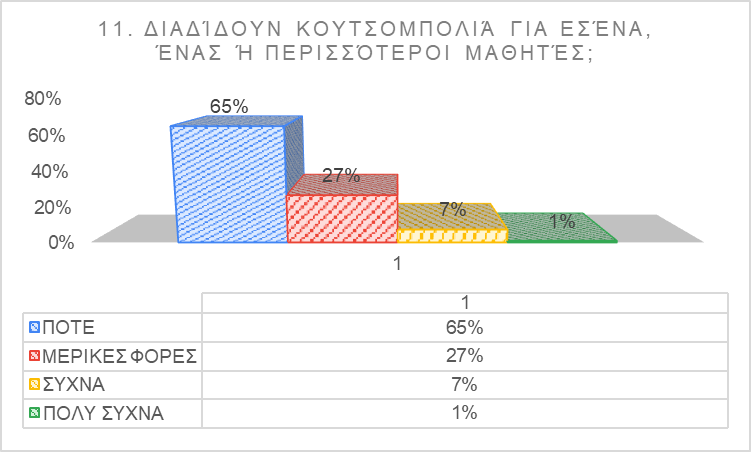 11. ΔΙΑΔΊΔΟΥΝ ΚΟΥΤΣΟΜΠΟΛΙΆ ΓΙΑ ΕΣΈΝΑ,
ΈΝΑΣ Ή ΠΕΡΙΣΣΌΤΕΡΟΙ ΜΑΘΗΤΈΣ;
80%
60%
40%
20%
0%
65%
27%
7%
1%
1
1
ΠΟΤΕ 65%
ΜΕΡΙΚΕΣ ΦΟΡΕΣ 27%
ΣΥΧΝΑ 7%
ΠΟΛΥ ΣΥΧΝΑ 1%